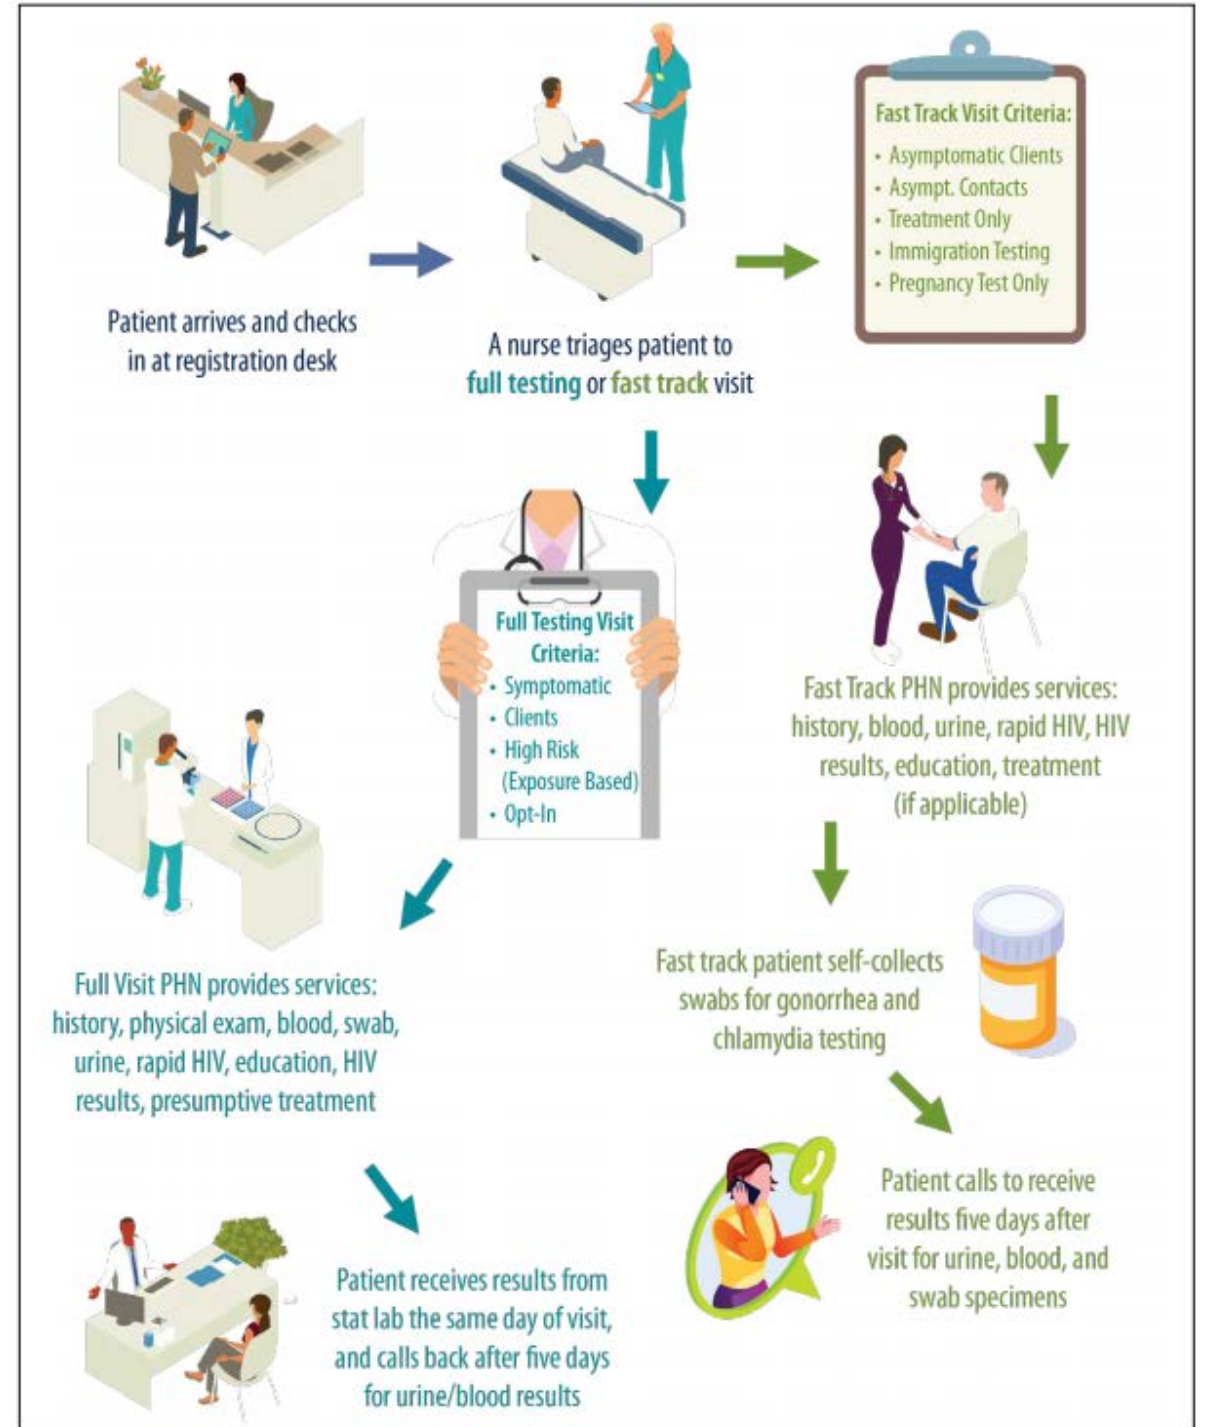 Patient arrives and checks
in at registration desk
A nurse triages patient to
full testing or fast track visit
Fast Track Visit Criteria:
• Asymptomatic Clients
• Asympt. Contacts
• Treatment Only
• Immigration Testing
• Pregnancy Test Only
Fast Track PHN provides services:
history, blood, urine, rapid HIV, HIV
results, education, treatment
(if applicable)
Fast track patient self-collects
swabs for gonorrhea and
chlamydia testing
Patient calls to receive
results five days after
visit for urine, blood, and
swab specimens
Full Testing Visit
Criteria:
• Symptomatic
• Clients
• High Risk
(Exposure Based)
• Opt-In
Full Visit PHN provides services:
history, physical exam, blood, swab,
urine, rapid HIV, education, HIV
results, presumptive treatment
Patient receives results from
stat lab the same day of visit,
and calls back after five days
for urine/blood results